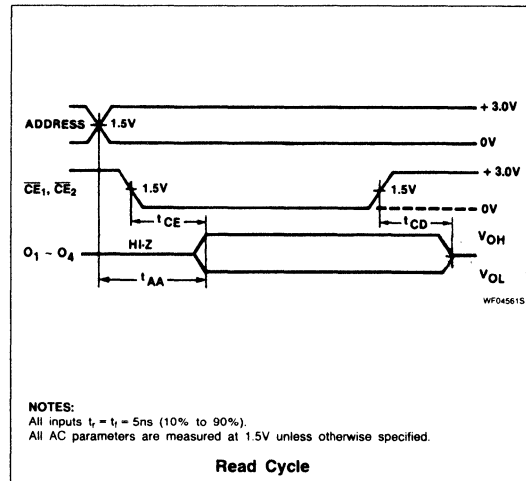 + 3.0V
ADDRESS
1.5V
0V
+ 3.0V
CE1, CE2
1.5V
1.5V
0V
tCE
tCD
HI-Z
VOH
O1 ~ O4
tAA
VOL
WF04561S
NOTES:
All inputs tr = tf = 5ns (10% to 90%).
All AC parameters are measured at 1.5V unless otherwise specified.
Read Cycle